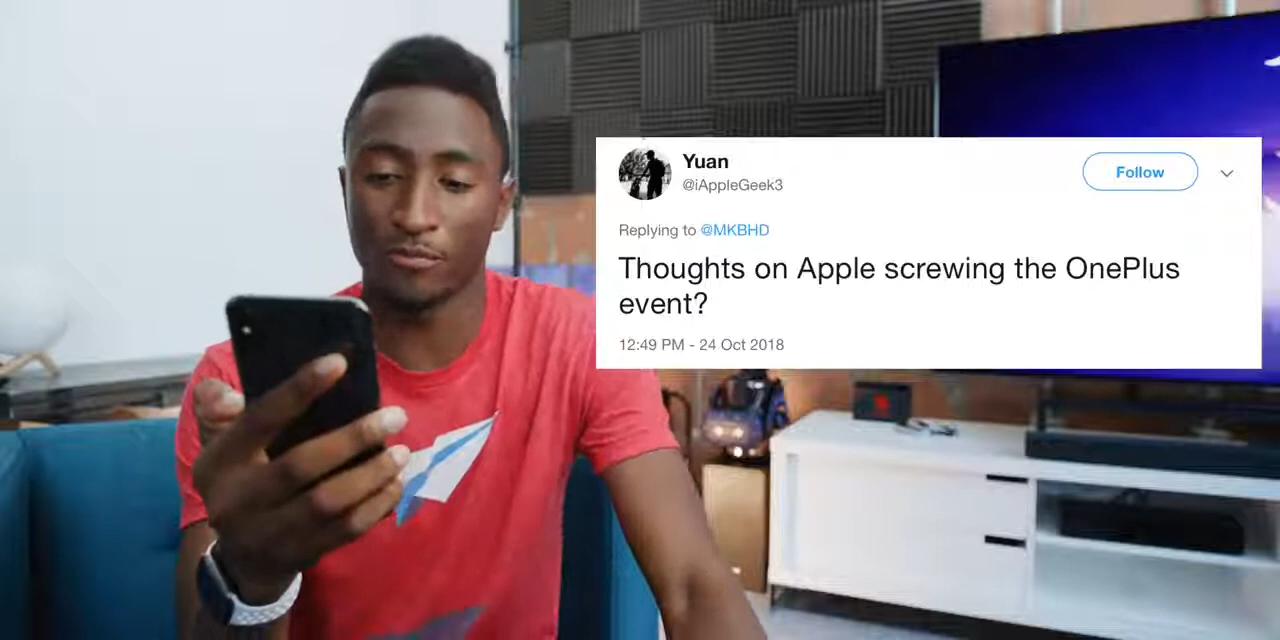 Yuan
@iAppleGeek3
Follow
Replying to @MKBHD
Thoughts on Apple screwing the OnePlus
event?
12:49 PM - 24 Oct 2018